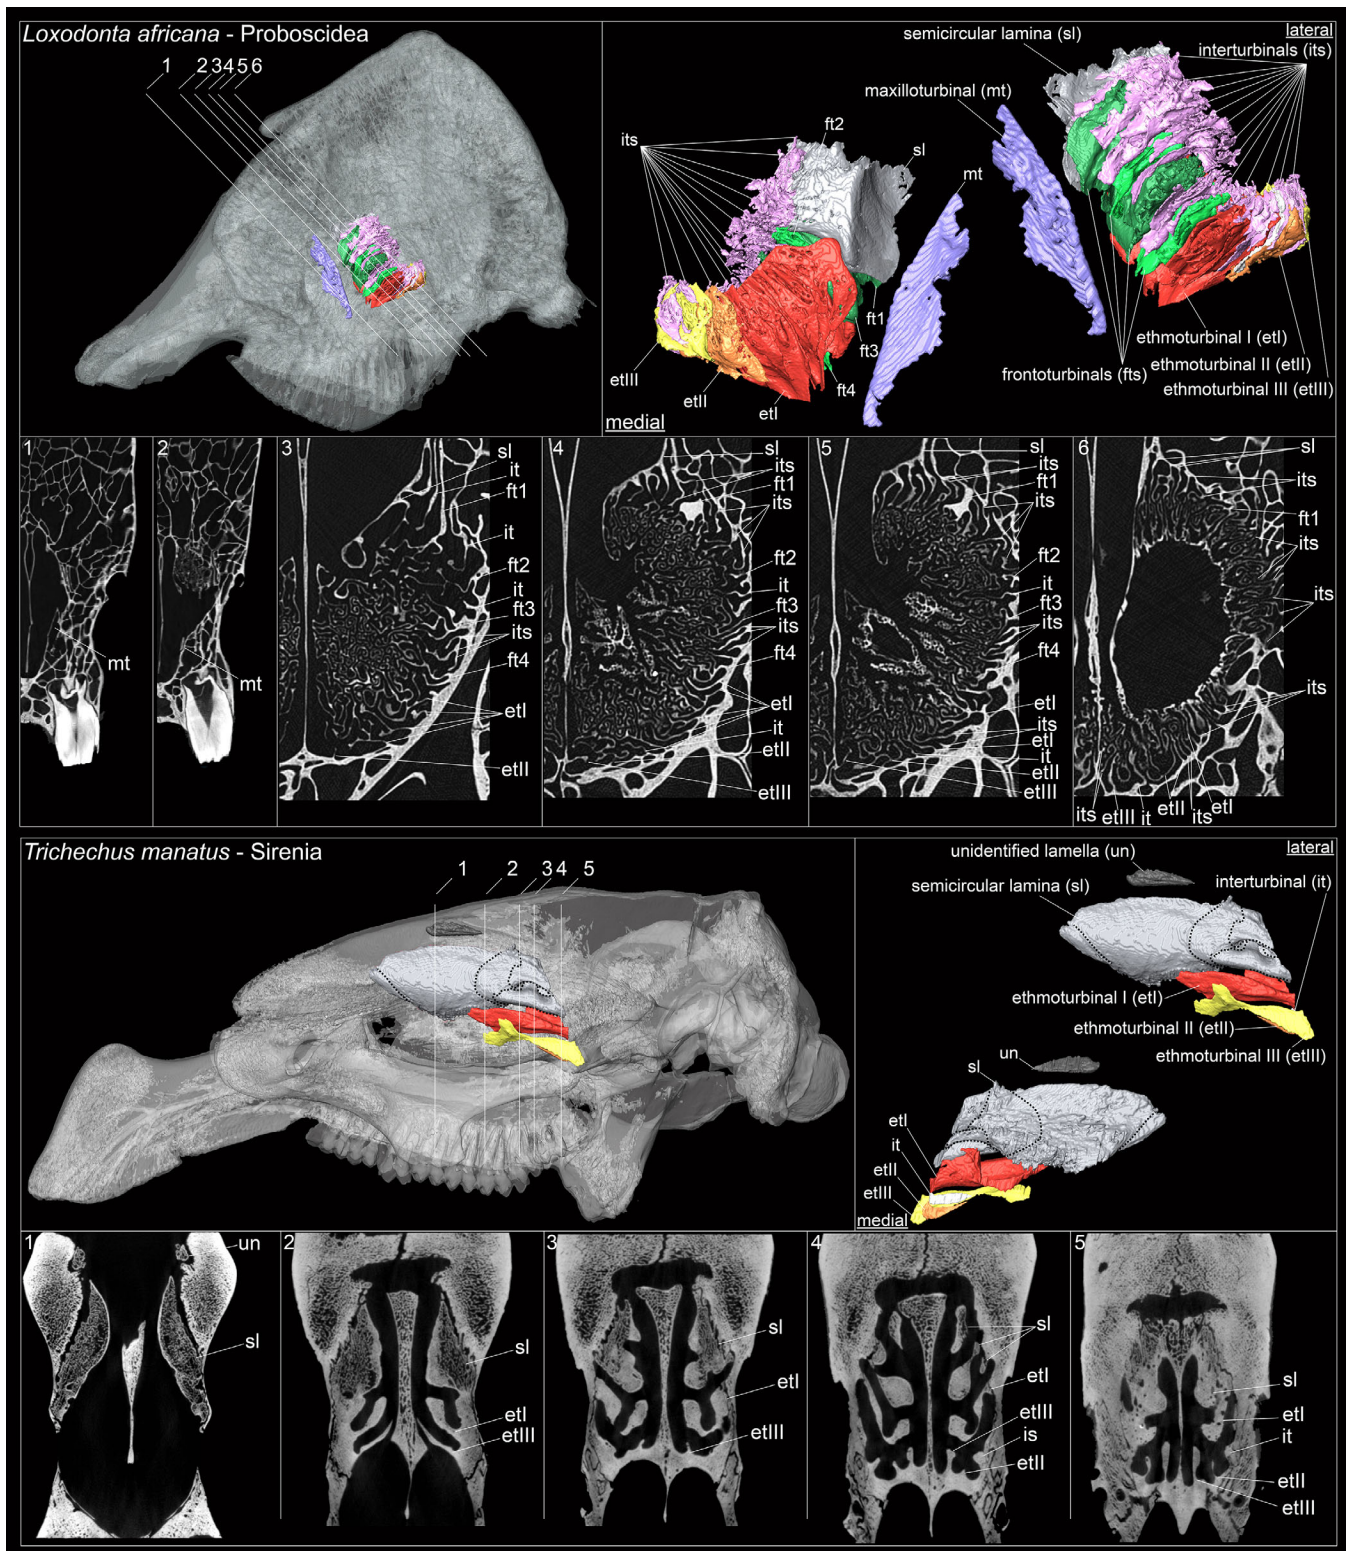 Loxodonta africana - Proboscidea
1 2 3 4 5 6
lateral
semicircular lamina (sl)
interturbinals (its)
maxilloturbinal (mt)
its
ft2
sl
mt
ft1
ft3
ft4
etIII
etII
etI
medial
ethmoturbinal I (etI)
ethmoturbinal II (etII)
frontoturbinals (fts)
ethmoturbinal III (etIII)
1
mt
2
mt
3
sl
it
ft1
it
ft2
it
ft3
its
ft4
etI
etII
4
sl
its
ft1
its
ft2
it
ft3
its
ft4
etI
it
etII
etIII
5
sl
its
ft1
its
ft2
it
ft3
its
ft4
etI
its
etI
it
etII
etIII
6
sl
its
ft1
its
its
its
its etIII it etII its etI
Trichechus manatus - Sirenia
1 2 3 4 5
lateral
unidentified lamella (un)
semicircular lamina (sl)
interturbinal (it)
ethmoturbinal I (etI)
ethmoturbinal II (etII)
ethmoturbinal III (etIII)
un
sl
etI
it
etII
etIII
medial
1
un
sl
2
sl
etI
etIII
3
sl
etI
etIII
4
sl
etI
etIII
is
etII
5
sl
etI
it
etII
etIII